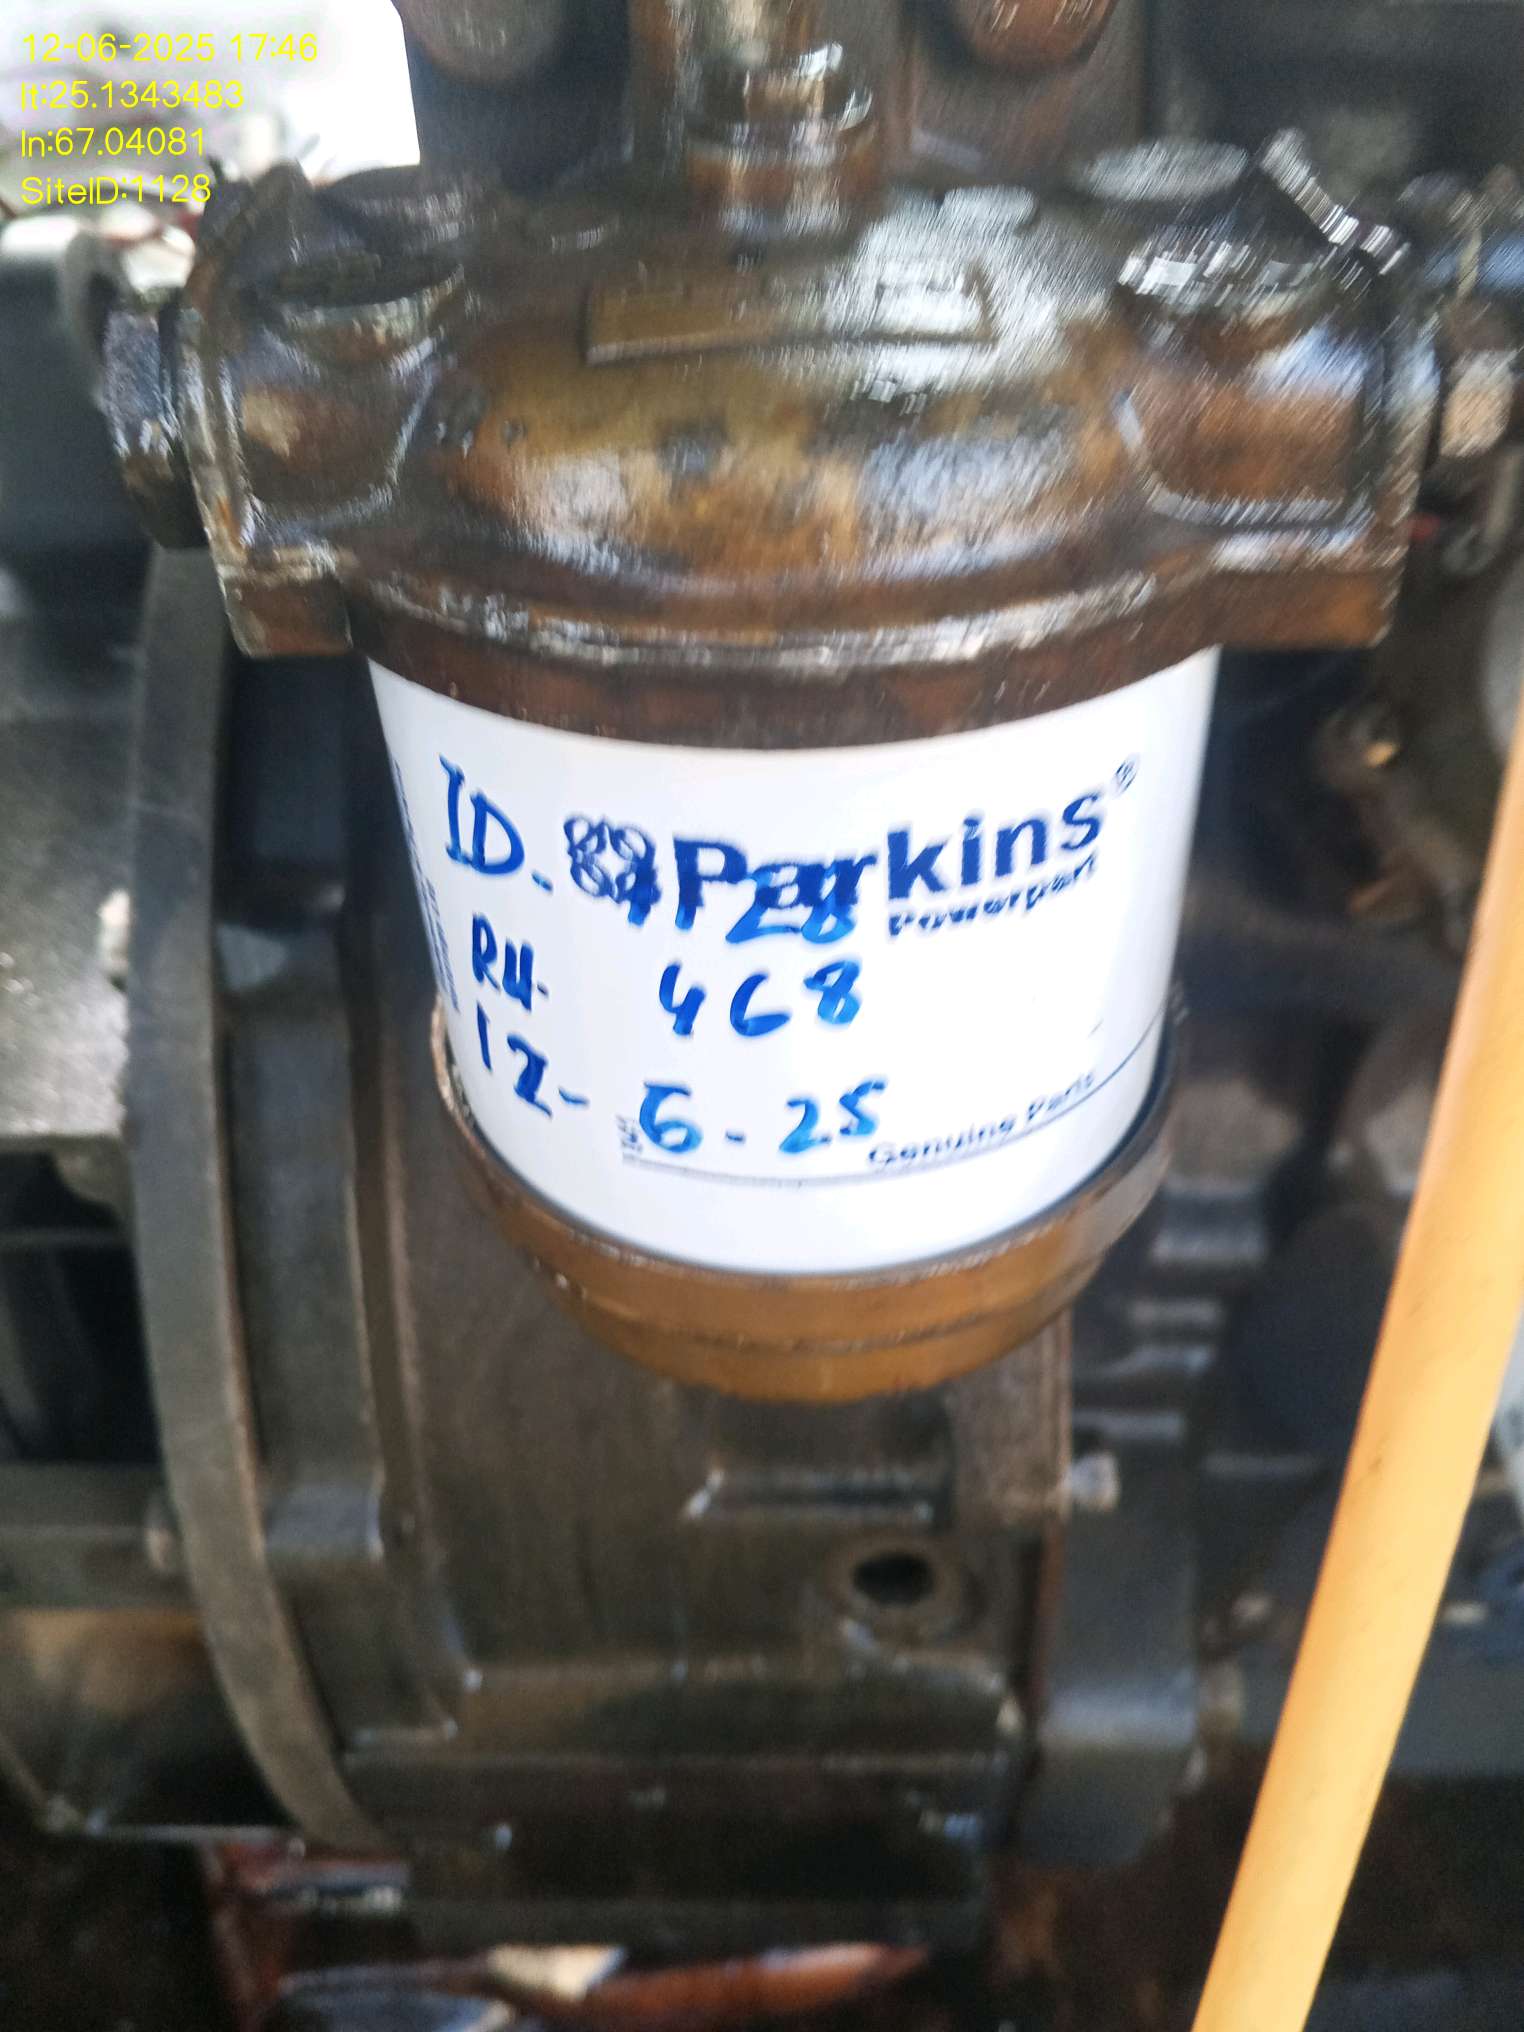 12-06-2025 17:46
lt:25.1343483
ln:67.04081
SiteID:1128
Parkins®
Powerpart
ID-1128
RH- 468
12-6-25
Genuine Parts